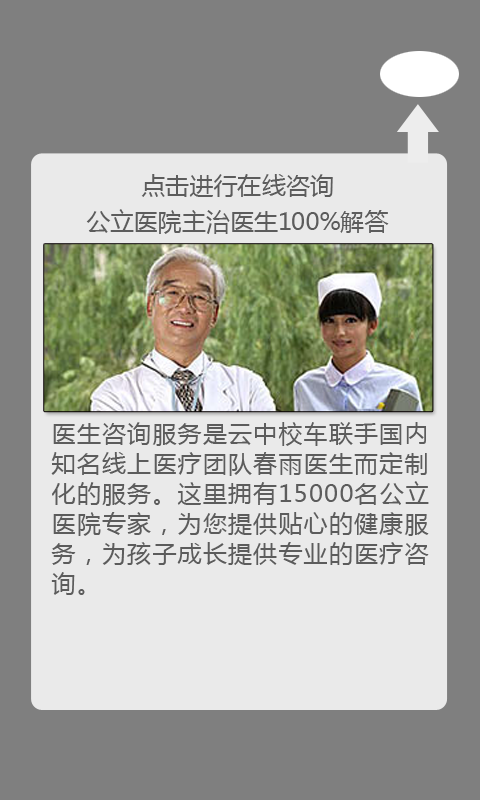 点击进行在线咨询
公立医院主治医生100%解答
医生咨询服务是云中校车联手国内
知名线上医疗团队春雨医生而定制
化的服务。这里拥有15000名公立
医院专家，为您提供贴心的健康服
务，为孩子成长提供专业的医疗咨
询。